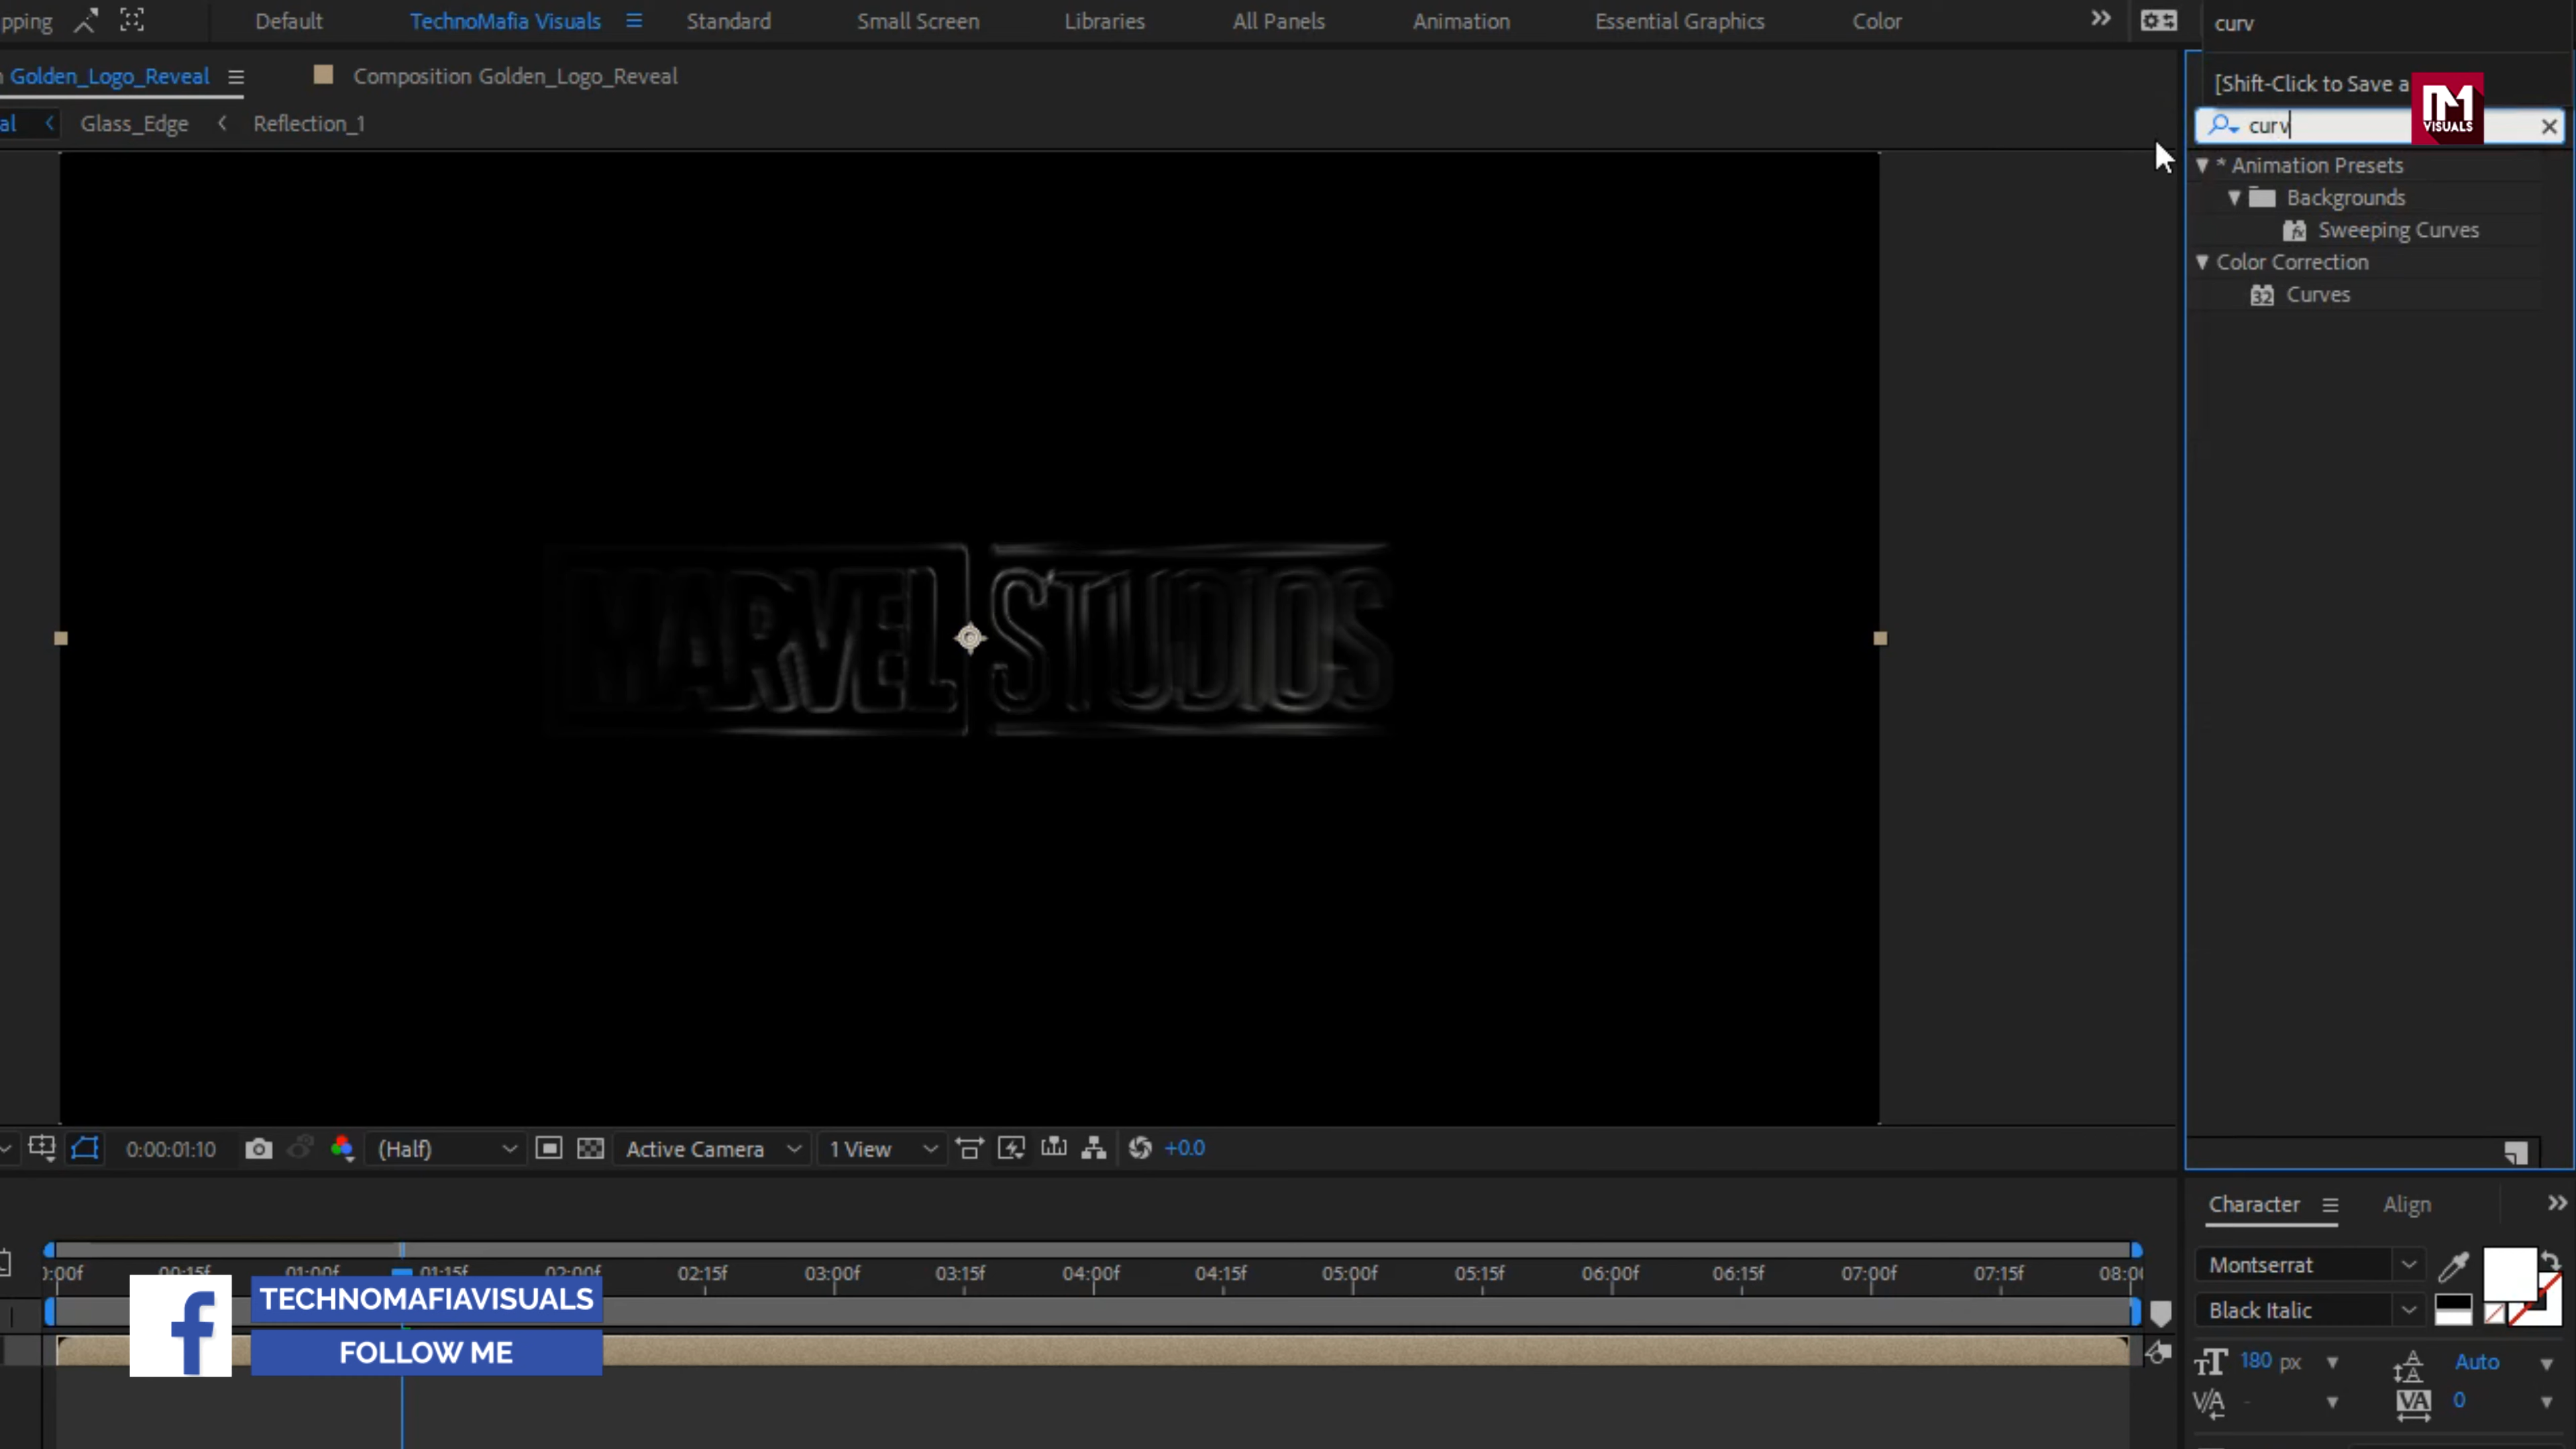 pping Default TechnoMafia Visuals Standard Small Screen Libraries All Panels Animation Essential Graphics Color curv
Golden_Logo_Reveal Composition Golden_Logo_Reveal [Shift-Click to Save a
al Glass_Edge Reflection_1 curv
VISUALS
* Animation Presets
Backgrounds
Sweeping Curves
Color Correction
32 Curves
MARVEL STUDIOS
0:00:01:10 (Half) Active Camera 1 View +0.0
Character Align
0:00f 00:15f 01:00f 01:15f 02:00f 02:15f 03:00f 03:15f 04:00f 04:15f 05:00f 05:15f 06:00f 06:15f 07:00f 07:15f 08:00
Montserrat
TECHNOMAFIAVISUALS
Black Italic
FOLLOW ME
180 px Auto
0